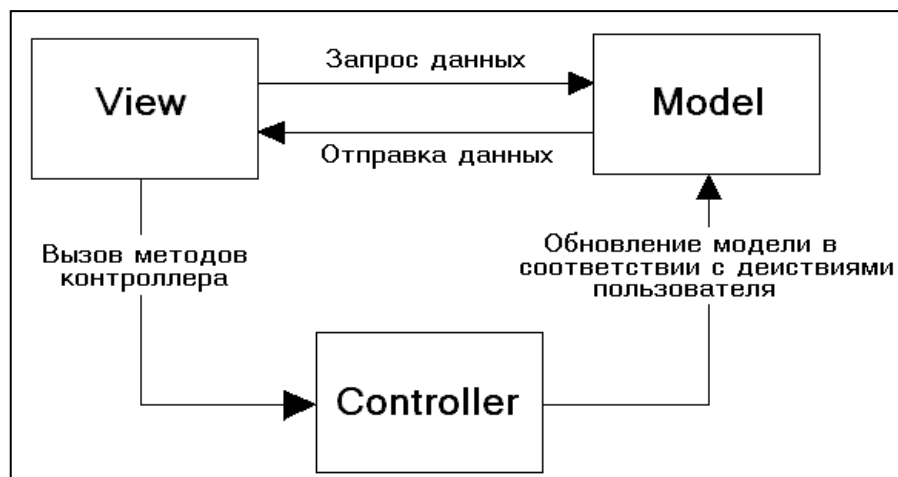 Запрос данных
View
Model
Отправка данных
Вызов методов
контроллера
Обновление модели в
соответствии с деиствиями
пользователя
Controller